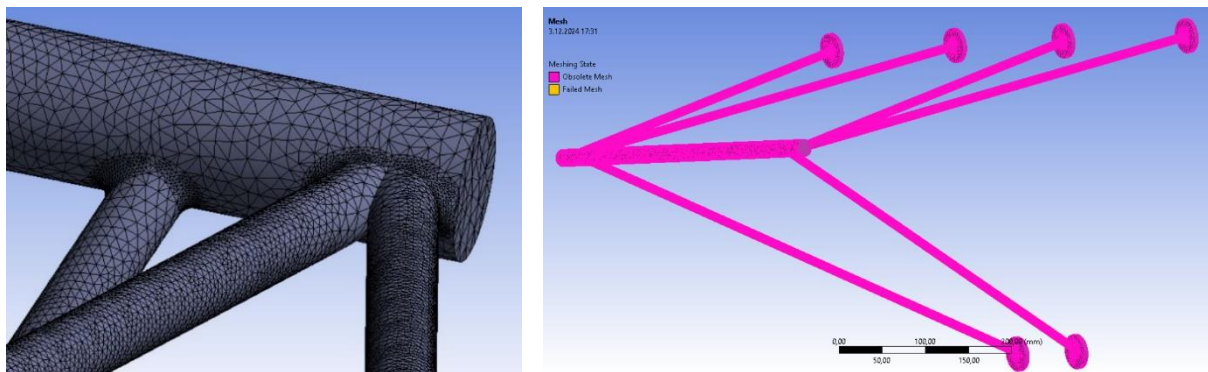 Mesh
3.12.2024 17:31
Meshing State
Obsolete Mesh
Failed Mesh
0,00 100,00 200,00 (mm)
50,00 150,00